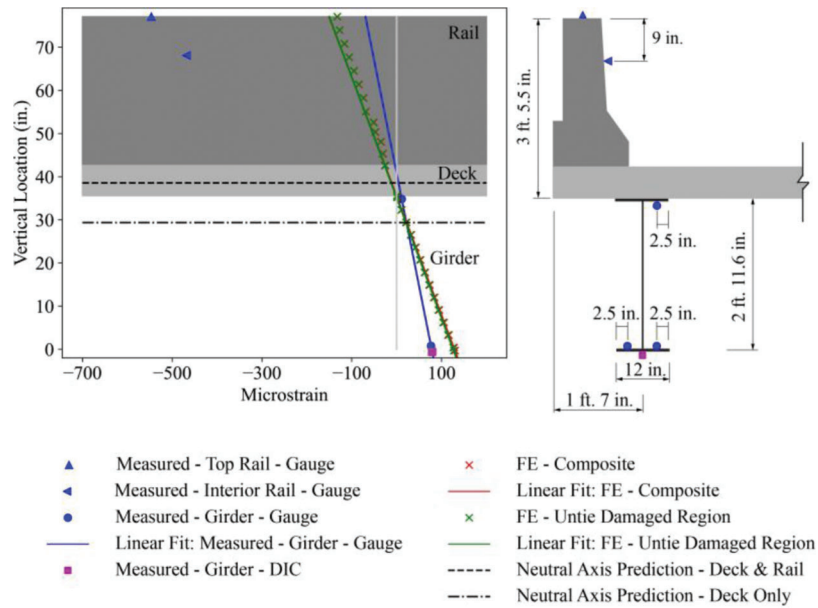 70
60
50
40
30
20
10
0
Vertical Location (in.)
−700
−500
−300
−100
100
Microstrain
Rail
Deck
Girder
9 in.
3 ft. 5.5 in.
2.5 in.
2 ft. 11.6 in.
2.5 in.
2.5 in.
12 in.
1 ft. 7 in.
Measured - Top Rail - Gauge
Measured - Interior Rail - Gauge
Measured - Girder - Gauge
Linear Fit: Measured - Girder - Gauge
Measured - Girder - DIC
FE - Composite
Linear Fit: FE - Composite
FE - Untie Damaged Region
Linear Fit: FE - Untie Damaged Region
Neutral Axis Prediction - Deck & Rail
Neutral Axis Prediction - Deck Only